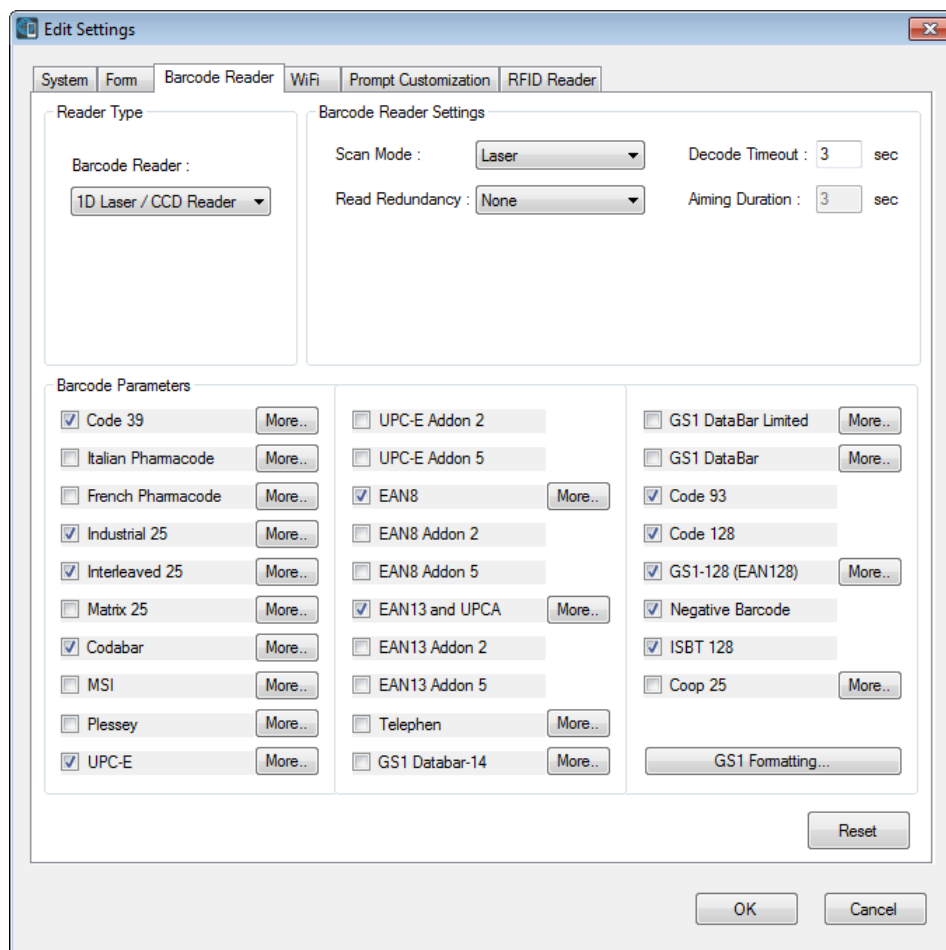 Edit Settings
System Form Barcode Reader WiFi Prompt Customization RFID Reader
Reader Type
Barcode Reader :
1D Laser / CCD Reader
Barcode Reader Settings
Scan Mode : Laser Decode Timeout : 3 sec
Read Redundancy : None Aiming Duration : 3 sec
Barcode Parameters
Code 39 More..
Italian Pharmacode More..
French Pharmacode More..
Industrial 25 More..
Interleaved 25 More..
Matrix 25 More..
Codabar More..
MSI More..
Plessey More..
UPC-E More..
UPC-E Addon 2
UPC-E Addon 5
EAN8 More..
EAN8 Addon 2
EAN8 Addon 5
EAN13 and UPCA More..
EAN13 Addon 2
EAN13 Addon 5
Telephen More..
GS1 Databar-14 More..
GS1 DataBar Limited More..
GS1 DataBar More..
Code 93
Code 128
GS1-128 (EAN128) More..
Negative Barcode
ISBT 128
Coop 25 More..
GS1 Formatting...
Reset
OK Cancel